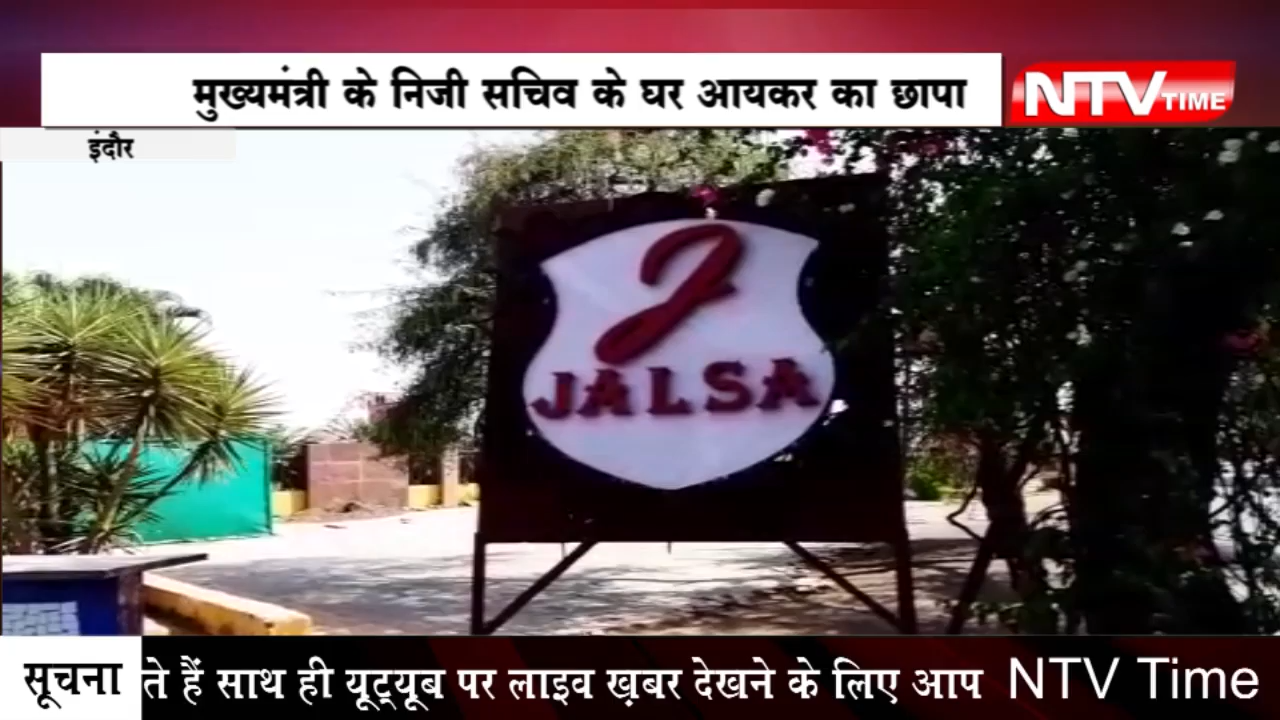 मुख्यमंत्री के निजी सचिव के घर आयकर का छापा
NTV TIME
इंदौर
J
JALSA
सूचना
ते हैं साथ ही यूट्यूब पर लाइव ख़बर देखने के लिए आप NTV Time